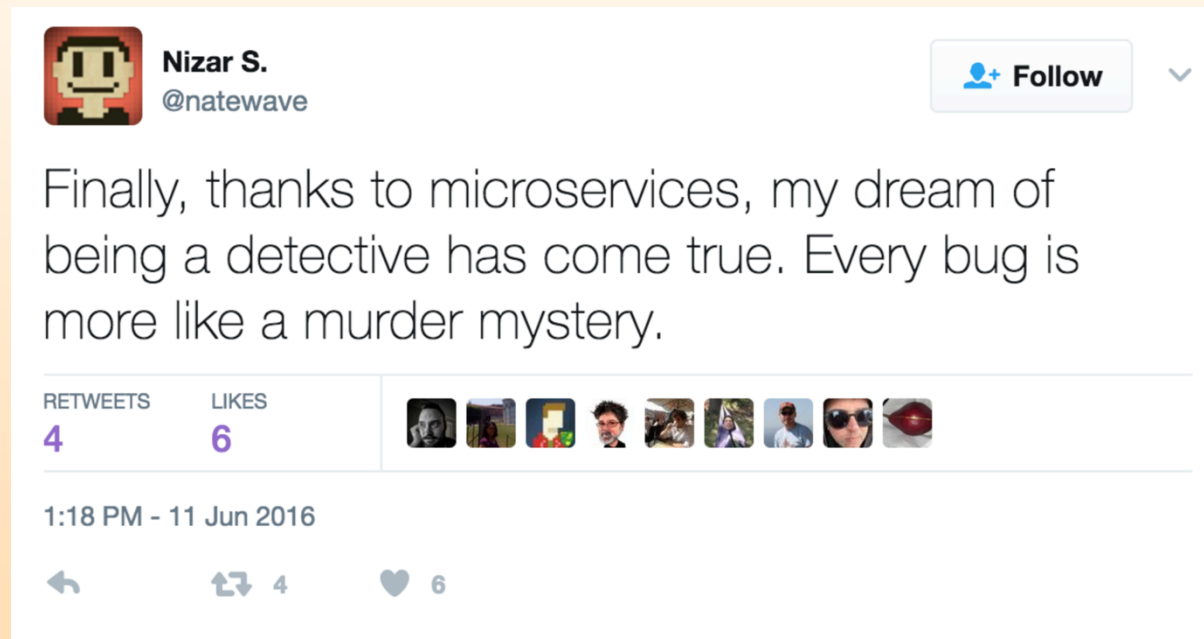 Nizar S.
@natewave
Follow
Finally, thanks to microservices, my dream of
being a detective has come true. Every bug is
more like a murder mystery.
RETWEETS LIKES
4 6
1:18 PM - 11 Jun 2016
4 6